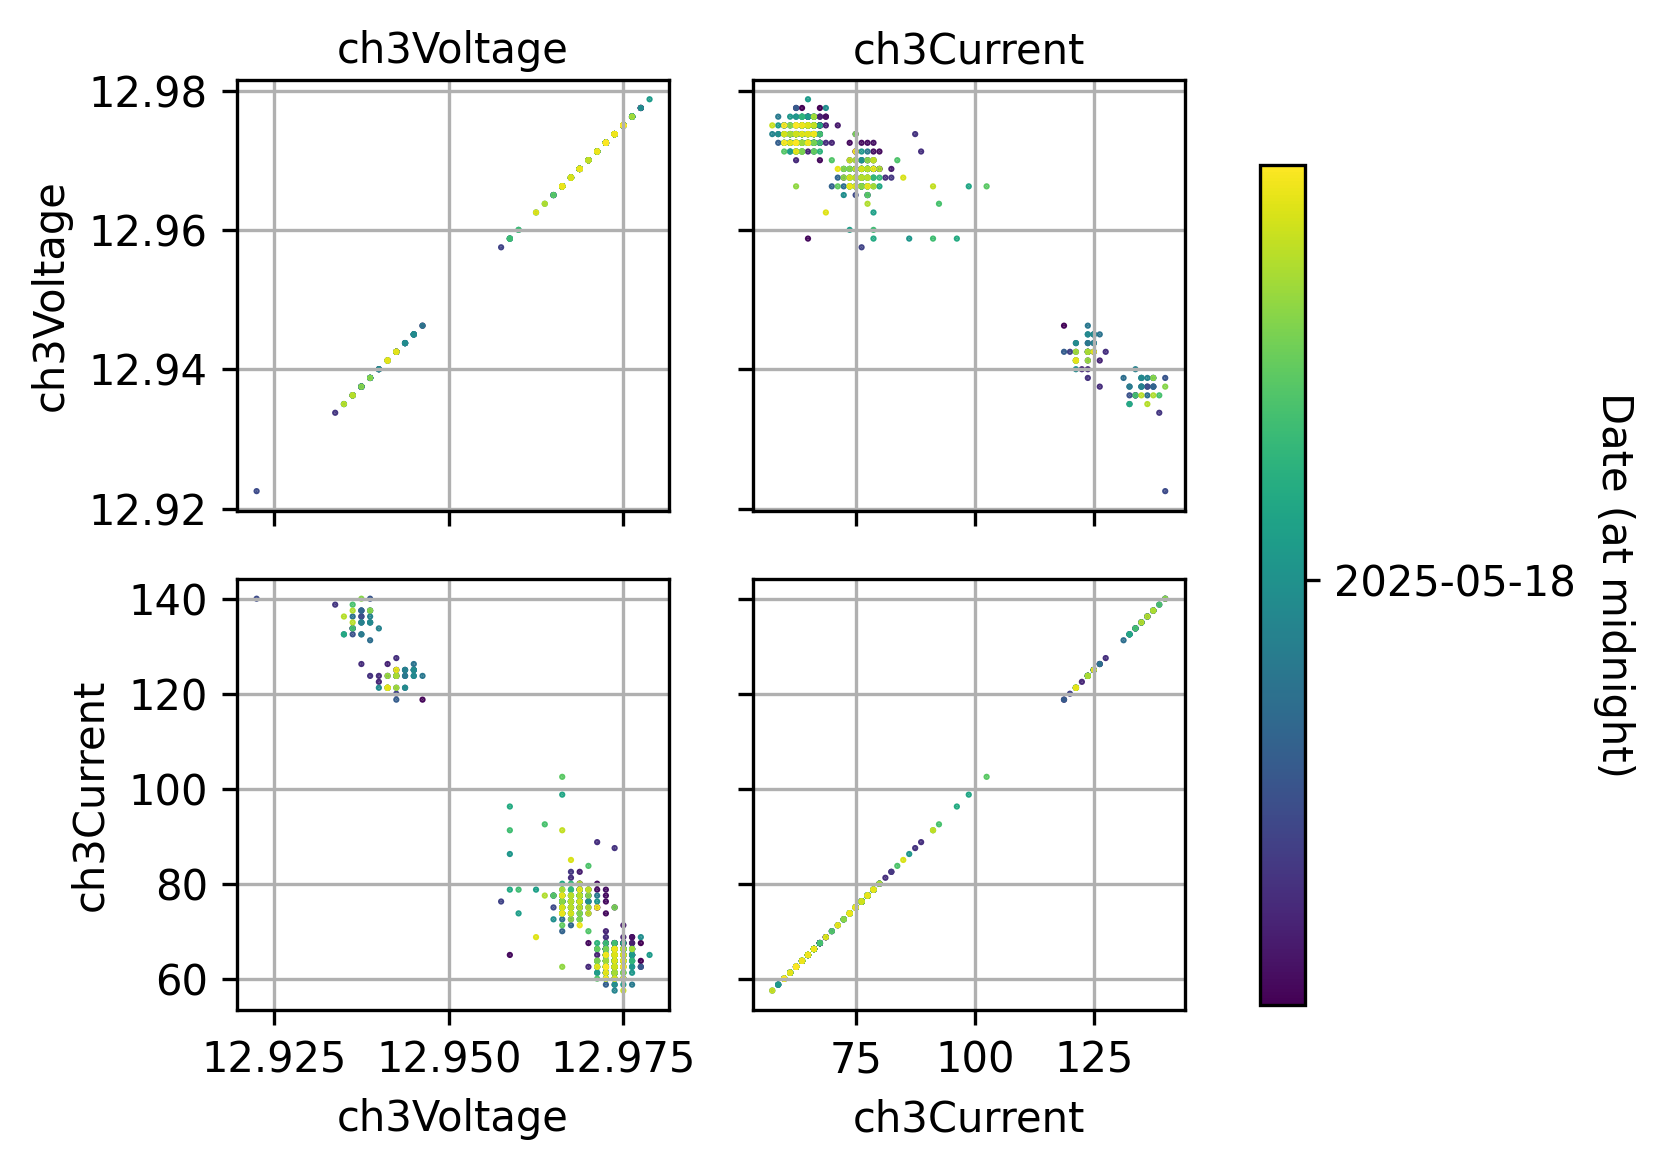 ch3Voltage
ch3Current
12.98
12.96
12.94
12.92
ch3Voltage
140
120
100
80
60
ch3Current
12.925
12.950
12.975
75
100
125
ch3Voltage
ch3Current
2025-05-18
Date (at midnight)